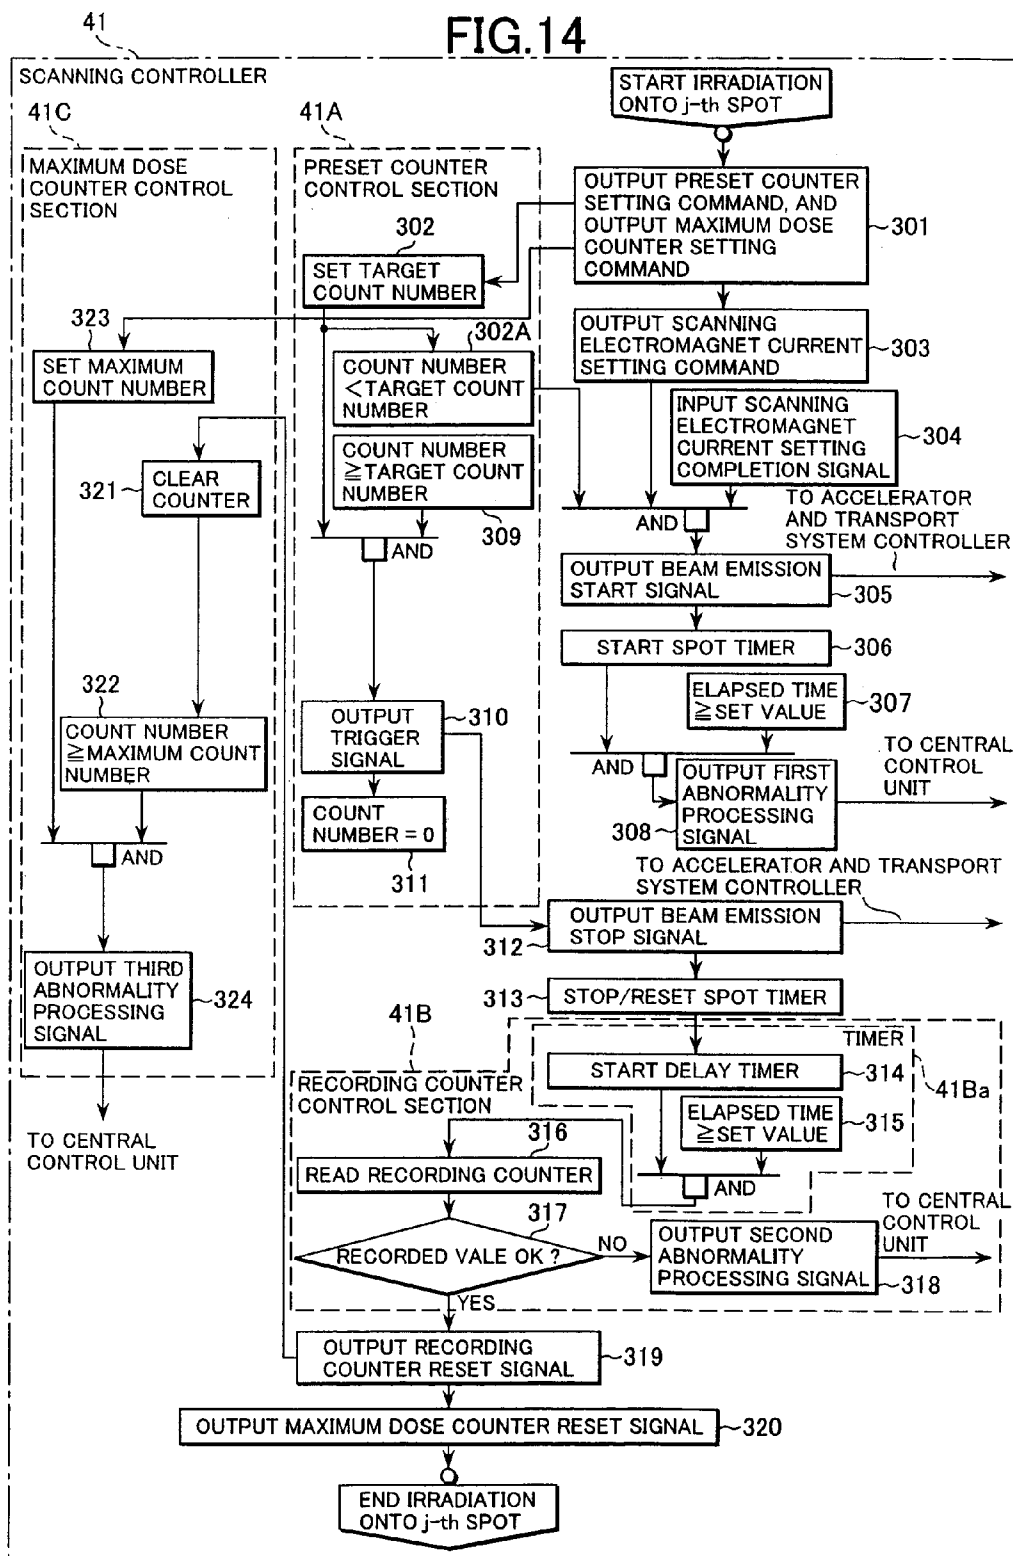 FIG.14
41
SCANNING CONTROLLER
START IRRADIATION
ONTO j-th SPOT
41C
41A
MAXIMUM DOSE
COUNTER CONTROL
SECTION
PRESET COUNTER
CONTROL SECTION
OUTPUT PRESET COUNTER
SETTING COMMAND, AND
OUTPUT MAXIMUM DOSE
COUNTER SETTING
COMMAND
301
302
SET TARGET
COUNT NUMBER
323
SET MAXIMUM
COUNT NUMBER
302A
COUNT NUMBER
<TARGET COUNT
NUMBER
OUTPUT SCANNING
ELECTROMAGNET CURRENT
SETTING COMMAND
303
INPUT SCANNING
ELECTROMAGNET
CURRENT SETTING
COMPLETION SIGNAL
304
COUNT NUMBER
≧TARGET COUNT
NUMBER
309
321
CLEAR
COUNTER
AND
AND
TO ACCELERATOR
AND TRANSPORT
SYSTEM CONTROLLER
OUTPUT BEAM EMISSION
START SIGNAL
305
START SPOT TIMER
306
ELAPSED TIME
≧SET VALUE
307
322
COUNT NUMBER
≧MAXIMUM COUNT
NUMBER
OUTPUT
TRIGGER
SIGNAL
310
AND
TO CENTRAL
CONTROL
UNIT
OUTPUT FIRST
ABNORMALITY
PROCESSING
SIGNAL
308
COUNT
NUMBER = 0
311
AND
TO ACCELERATOR AND TRANSPORT
SYSTEM CONTROLLER
OUTPUT BEAM EMISSION
STOP SIGNAL
312
OUTPUT THIRD
ABNORMALITY
PROCESSING
SIGNAL
324
313
STOP/RESET SPOT TIMER
41B
TIMER
START DELAY TIMER
314
41Ba
RECORDING COUNTER
CONTROL SECTION
ELAPSED TIME
≧SET VALUE
315
TO CENTRAL
CONTROL UNIT
316
READ RECORDING COUNTER
AND
317
RECORDED VALE OK ?
NO
OUTPUT SECOND
ABNORMALITY
PROCESSING SIGNAL
318
TO CENTRAL
CONTROL
UNIT
YES
OUTPUT RECORDING
COUNTER RESET SIGNAL
319
OUTPUT MAXIMUM DOSE COUNTER RESET SIGNAL
320
END IRRADIATION
ONTO j-th SPOT